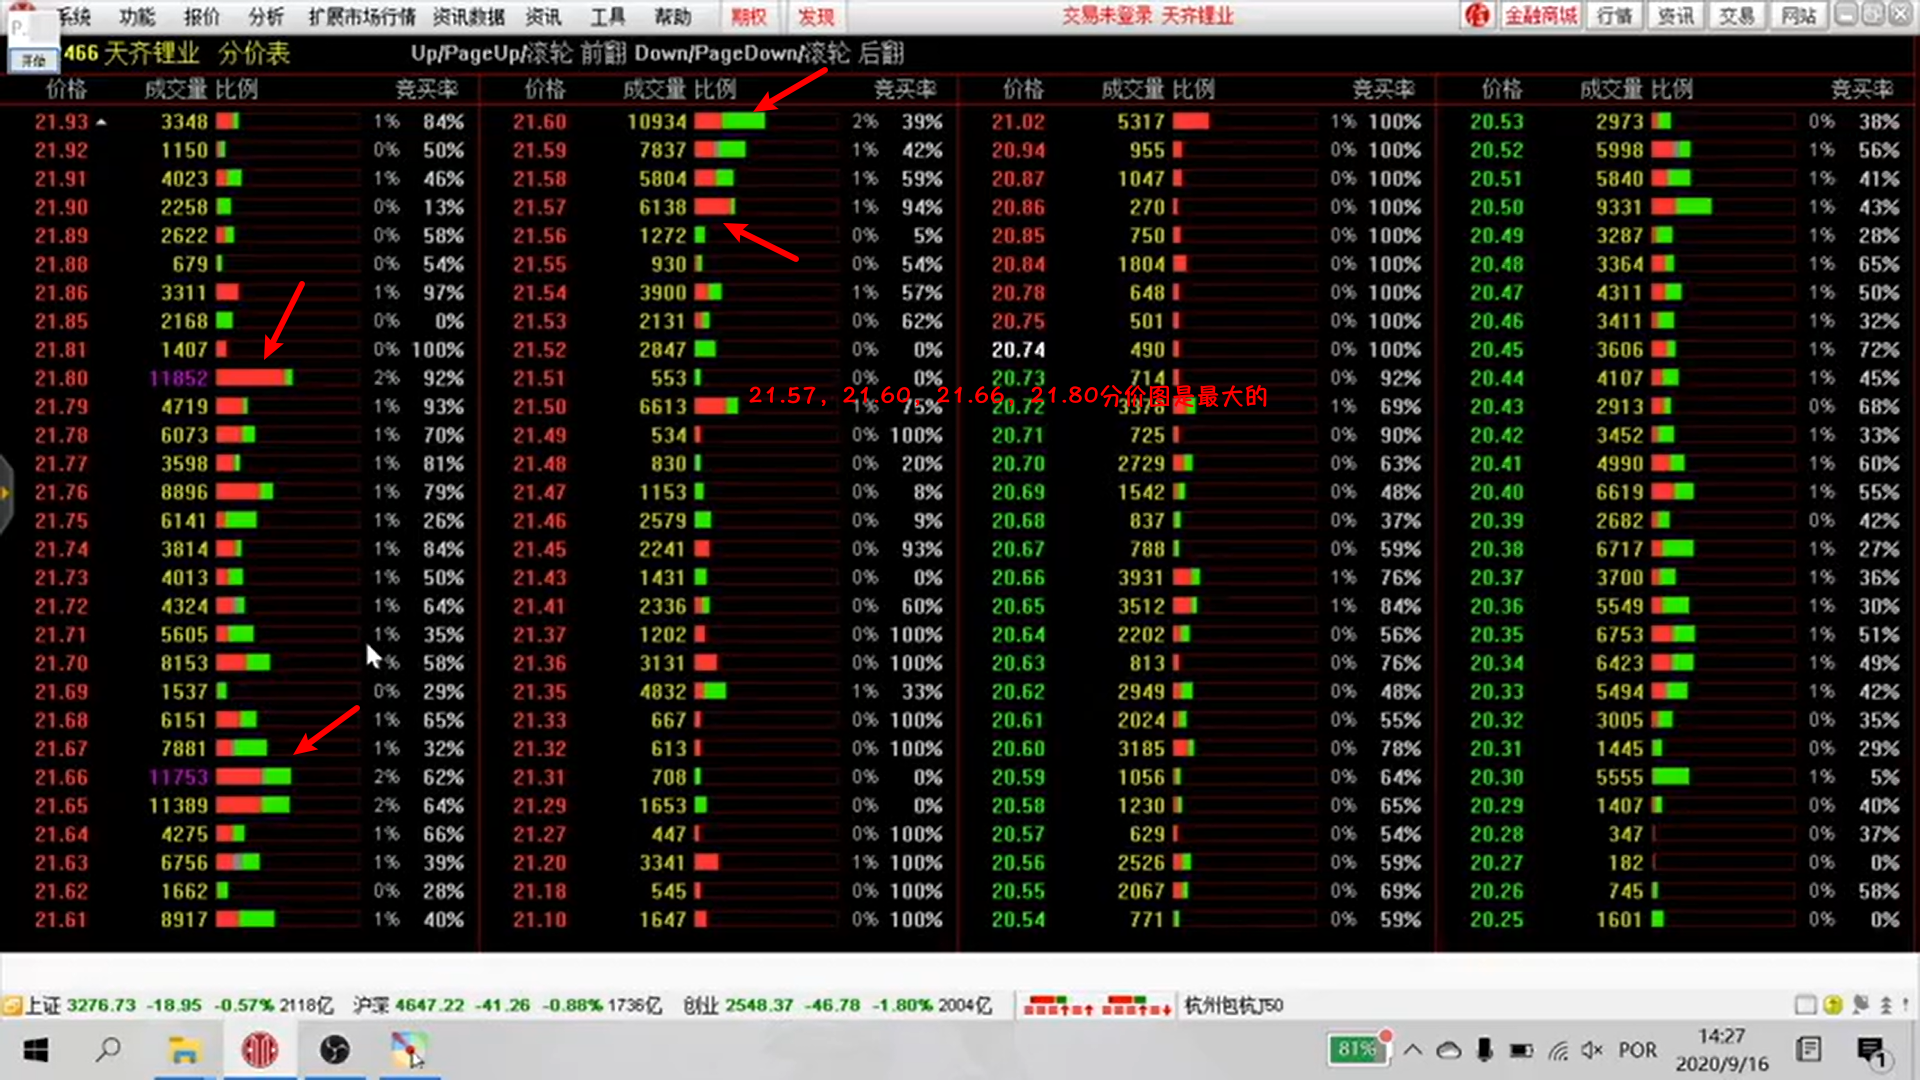 系统 功能 报价 分析 扩展市场行情 资讯数据 资讯 工具 帮助 期权 发现 交易未登录 天齐锂业 金融商城 行情 资讯 交易 网站
开始
466 天齐锂业 分价表 Up/PageUp/滚轮 前翻 Down/PageDown/滚轮 后翻
价格 成交量 比例 竞买率 价格 成交量 比例 竞买率 价格 成交量 比例 竞买率 价格 成交量 比例 竞买率
21.93 3348 1% 84% 21.60 10934 2% 39% 21.02 5317 1% 100% 20.53 2973 0% 38%
21.92 1150 0% 50% 21.59 7837 1% 42% 20.94 955 0% 100% 20.52 5998 1% 56%
21.91 4023 1% 46% 21.58 5804 1% 59% 20.87 1047 0% 100% 20.51 5840 1% 41%
21.90 2258 0% 13% 21.57 6138 1% 94% 20.86 270 0% 100% 20.50 9331 1% 43%
21.89 2622 0% 58% 21.56 1272 0% 5% 20.85 750 0% 100% 20.49 3287 0% 28%
21.88 679 0% 54% 21.55 930 0% 54% 20.84 1804 0% 100% 20.48 3364 0% 65%
21.86 3311 1% 97% 21.54 3900 1% 57% 20.78 648 0% 100% 20.47 4311 1% 50%
21.85 2168 0% 0% 21.53 2131 0% 62% 20.75 501 0% 100% 20.46 3411 1% 32%
21.81 1407 0% 100% 21.52 2847 0% 0% 20.74 490 0% 100% 20.45 3606 1% 72%
21.80 11852 2% 92% 21.51 553 0% 0% 20.73 714 0% 92% 20.44 4107 1% 45%
21.57，21.60，21.66，21.80分价图是最大的
21.79 4719 1% 93% 21.50 6613 1% 75% 20.72 3378 1% 69% 20.43 2913 0% 68%
21.78 6073 1% 70% 21.49 534 0% 100% 20.71 725 0% 90% 20.42 3452 1% 33%
21.77 3598 1% 81% 21.48 830 0% 20% 20.70 2729 0% 63% 20.41 4990 1% 60%
21.76 8896 1% 79% 21.47 1153 0% 8% 20.69 1542 0% 48% 20.40 6619 1% 55%
21.75 6141 1% 26% 21.46 2579 0% 9% 20.68 837 0% 37% 20.39 2682 0% 42%
21.74 3814 1% 84% 21.45 2241 0% 93% 20.67 788 0% 59% 20.38 6717 1% 27%
21.73 4013 1% 50% 21.43 1431 0% 0% 20.66 3931 1% 76% 20.37 3700 1% 36%
21.72 4324 1% 64% 21.41 2336 0% 60% 20.65 3512 1% 84% 20.36 5549 1% 30%
21.71 5605 1% 35% 21.37 1202 0% 100% 20.64 2202 0% 56% 20.35 6753 1% 51%
21.70 8153 % 58% 21.36 3131 0% 100% 20.63 813 0% 76% 20.34 6423 1% 49%
21.69 1537 0% 29% 21.35 4832 1% 33% 20.62 2949 0% 48% 20.33 5494 1% 42%
21.68 6151 1% 65% 21.33 667 0% 100% 20.61 2024 0% 55% 20.32 3005 0% 35%
21.67 7881 1% 32% 21.32 613 0% 100% 20.60 3185 0% 78% 20.31 1445 0% 29%
21.66 11753 2% 62% 21.31 708 0% 0% 20.59 1056 0% 64% 20.30 5555 1% 5%
21.65 11389 2% 64% 21.29 1653 0% 0% 20.58 1230 0% 65% 20.29 1407 0% 40%
21.64 4275 1% 66% 21.27 447 0% 100% 20.57 629 0% 54% 20.28 347 0% 37%
21.63 6756 1% 39% 21.20 3341 1% 100% 20.56 2526 0% 59% 20.27 182 0% 0%
21.62 1662 0% 28% 21.18 545 0% 100% 20.55 2067 0% 69% 20.26 745 0% 58%
21.61 8917 1% 40% 21.10 1647 0% 100% 20.54 771 0% 59% 20.25 1601 0% 0%
上证 3276.73 -18.95 -0.57% 2118亿 沪深 4647.22 -41.26 -0.88% 1736亿 创业 2548.37 -46.78 -1.80% 2004亿 杭州包杭J50
81% POR 14:27
2020/9/16
1